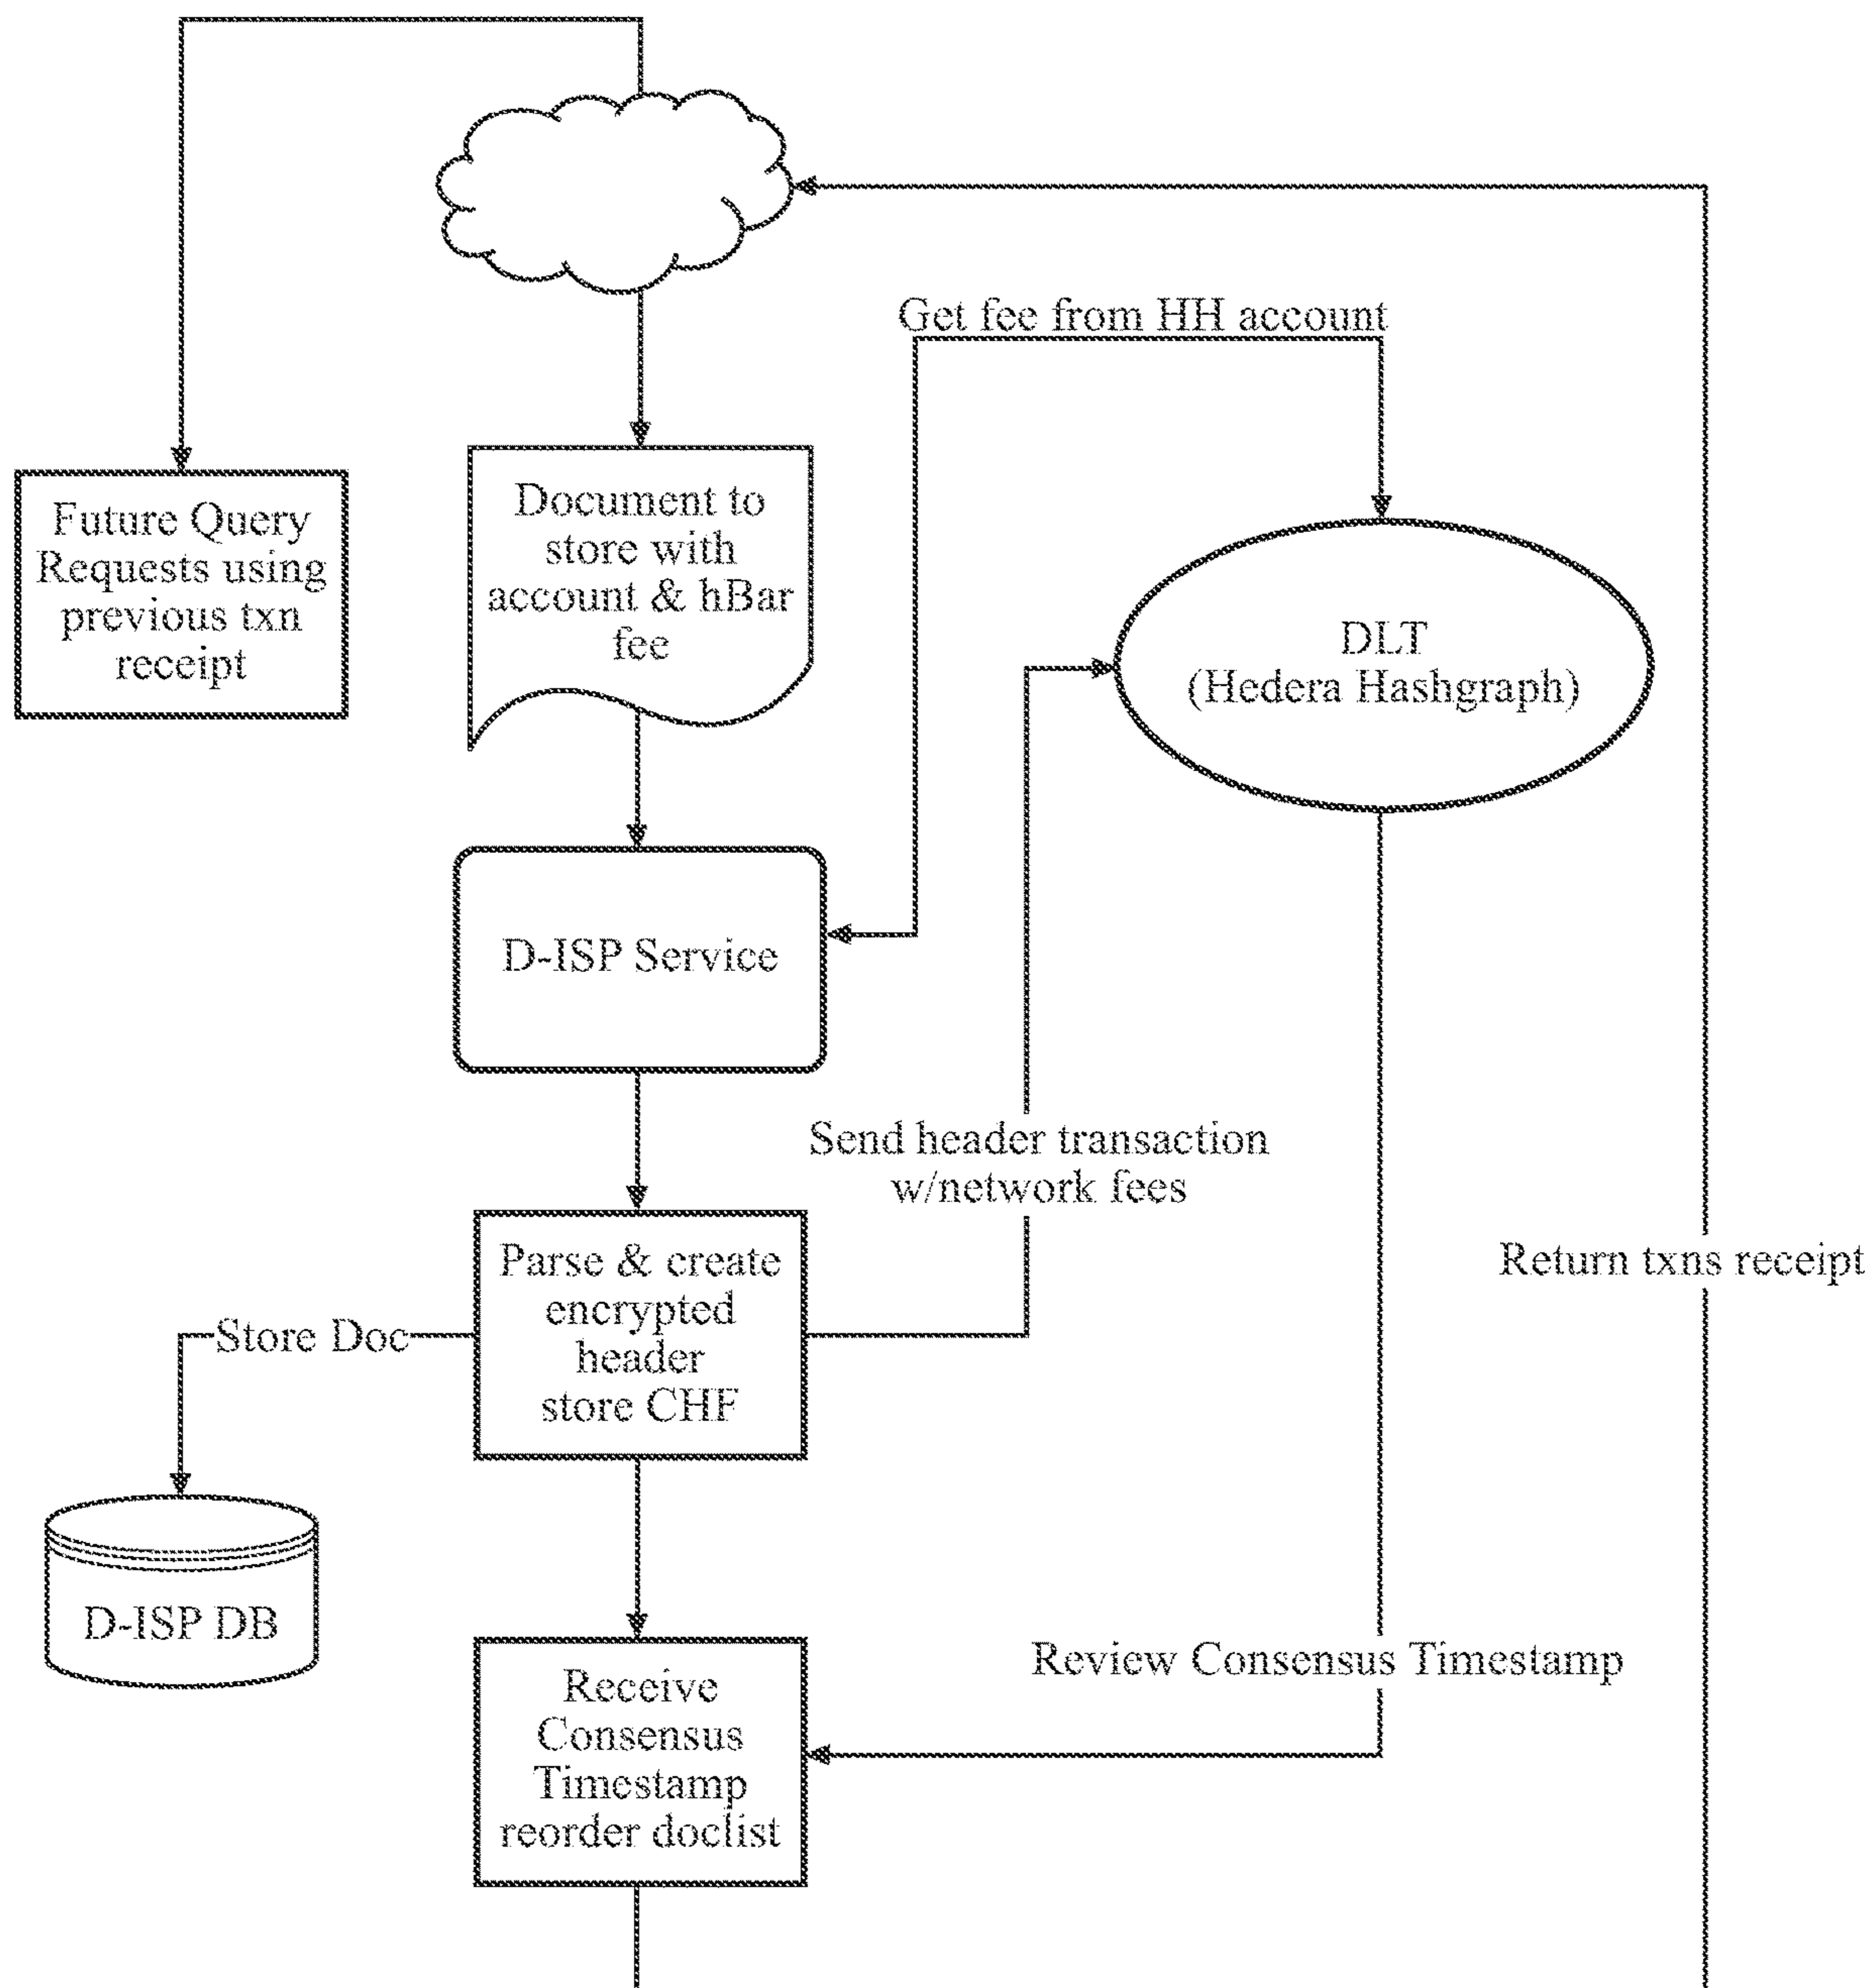 Get fee from HH account
Future Query
Requests using
previous txn
receipt
Document to
store with
account & hBar
fee
DLT
(Hedera Hashgraph)
D-ISP Service
Send header transaction
w/network fees
Parse & create
encrypted
header
store CHF
Return txns receipt
Store Doc
D-ISP DB
Receive
Consensus
Timestamp
reorder doclist
Review Consensus Timestamp